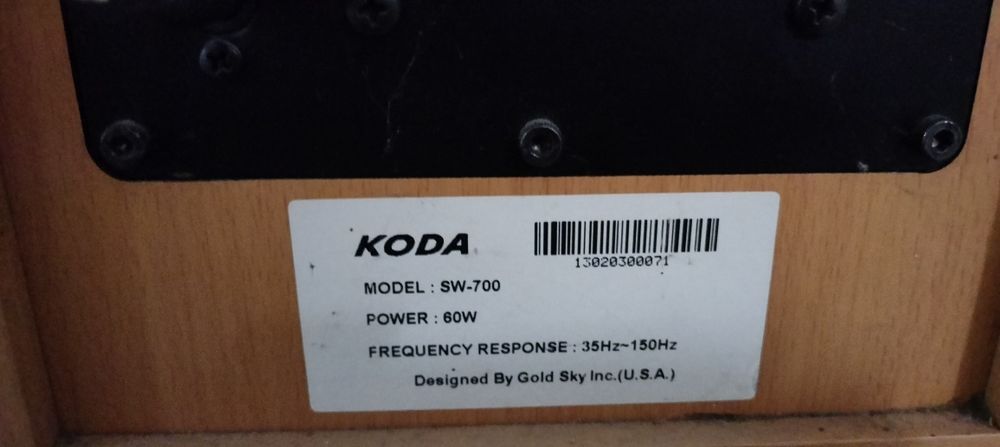 KODA
13020300071
MODEL : SW-700
POWER : 60W
FREQUENCY RESPONSE : 35Hz~150Hz
Designed By Gold Sky Inc.(U.S.A.)